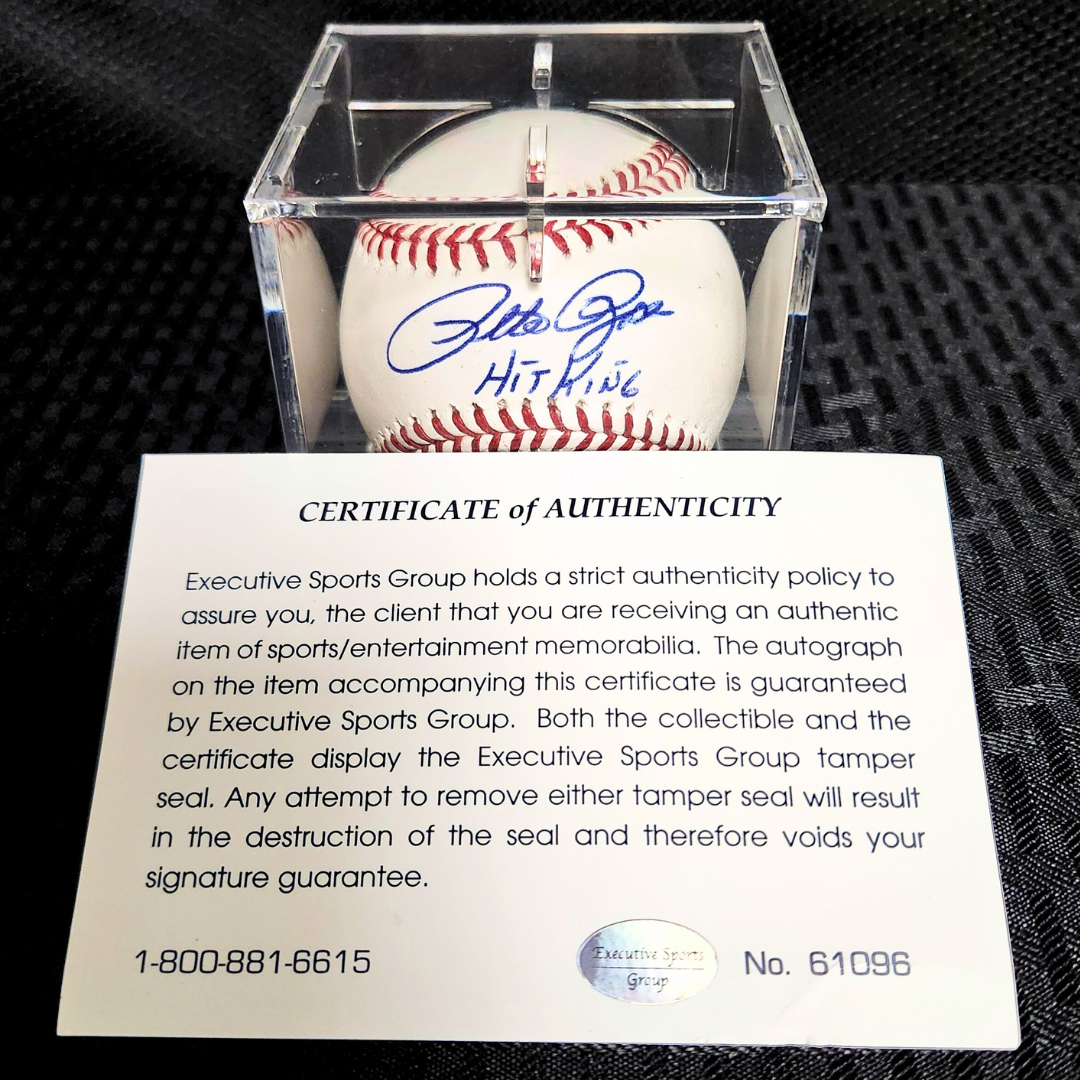 Pete Rose
HIT KING
CERTIFICATE of AUTHENTICITY
Executive Sports Group holds a strict authenticity policy to
assure you, the client that you are receiving an authentic
item of sports/entertainment memorabilia. The autograph
on the item accompanying this certificate is guaranteed
by Executive Sports Group. Both the collectible and the
certificate display the Executive Sports Group tamper
seal. Any attempt to remove either tamper seal will result
in the destruction of the seal and therefore voids your
signature guarantee.
1-800-881-6615
Executive Sports
Group
No. 61096